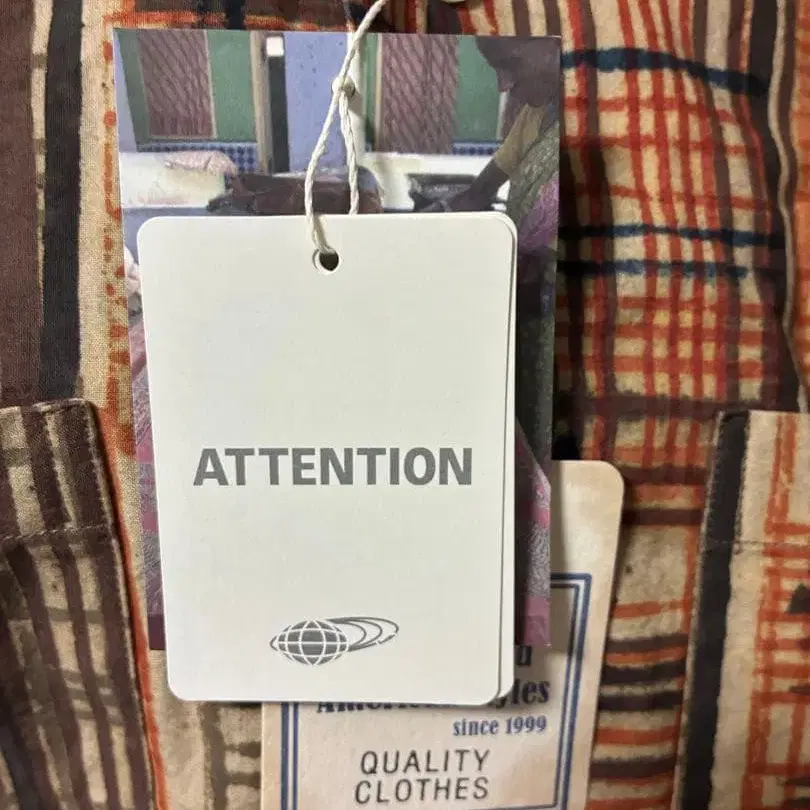 ATTENTION
since 1999
QUALITY
CLOTHES